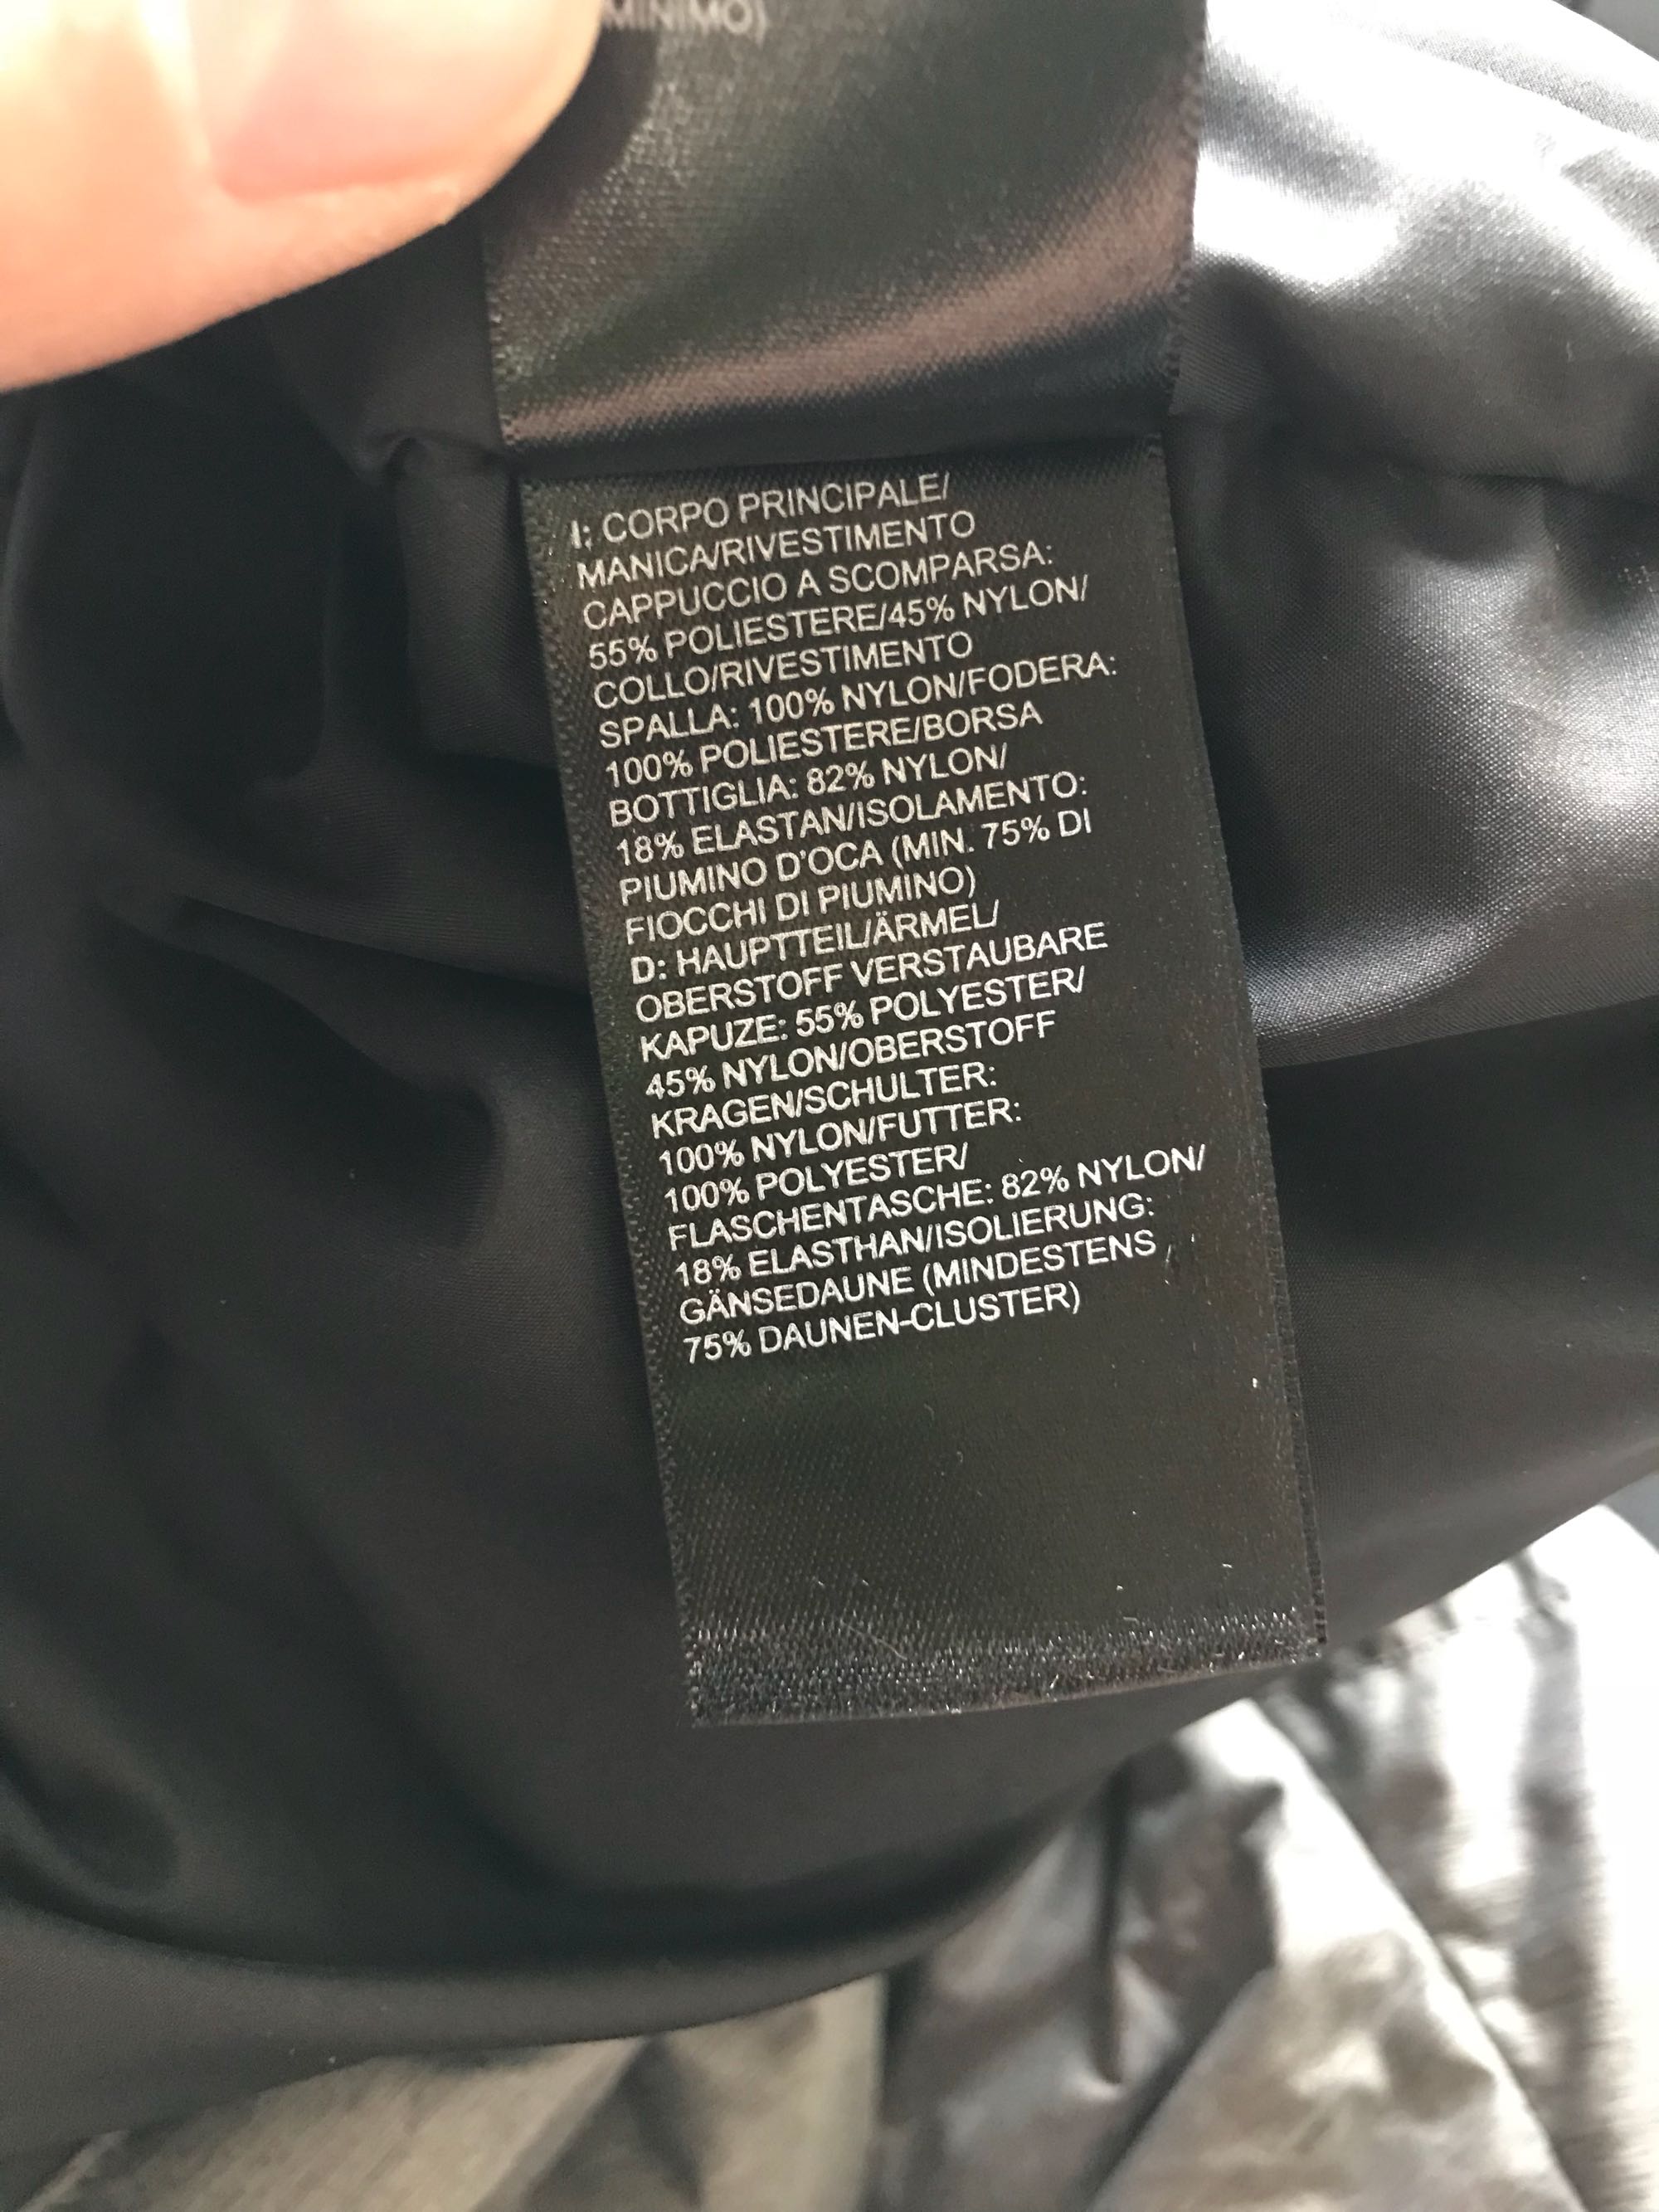 MINIMO)
I: CORPO PRINCIPALE/
MANICA/RIVESTIMENTO
CAPPUCCIO A SCOMPARSA:
55% POLIESTERE/45% NYLON/
COLLO/RIVESTIMENTO
SPALLA: 100% NYLON/FODERA:
100% POLIESTERE/BORSA
BOTTIGLIA: 82% NYLON/
18% ELASTAN/ISOLAMENTO:
PIUMINO D'OCA (MIN. 75% DI
FIOCCHI DI PIUMINO)
D: HAUPTTEIL/ÄRMEL/
OBERSTOFF VERSTAUBARE
KAPUZE: 55% POLYESTER/
45% NYLON/OBERSTOFF
KRAGEN/SCHULTER:
100% NYLON/FUTTER:
100% POLYESTER/
FLASCHENTASCHE: 82% NYLON/
18% ELASTHAN/ISOLIERUNG:
GÄNSEDAUNE (MINDESTENS
75% DAUNEN-CLUSTER)